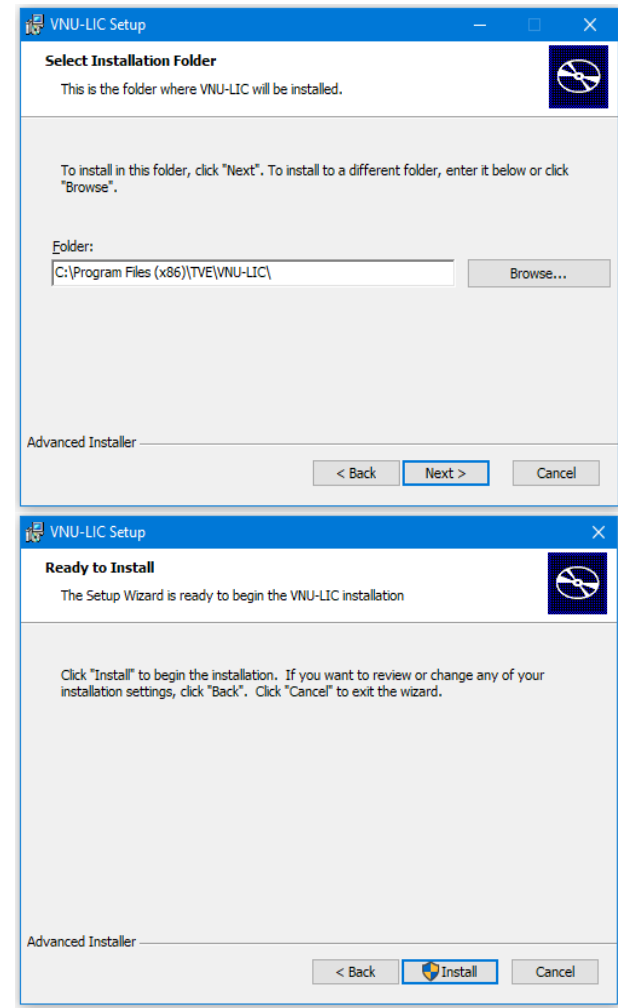 VNU-LIC Setup
Select Installation Folder
This is the folder where VNU-LIC will be installed.
To install in this folder, click "Next". To install to a different folder, enter it below or click
"Browse".
Folder:
C:\Program Files (x86)\TVE\VNU-LIC\
Browse...
Advanced Installer
< Back
Next >
Cancel
VNU-LIC Setup
Ready to Install
The Setup Wizard is ready to begin the VNU-LIC installation
Click "Install" to begin the installation.  If you want to review or change any of your
installation settings, click "Back".  Click "Cancel" to exit the wizard.
Advanced Installer
< Back
Install
Cancel